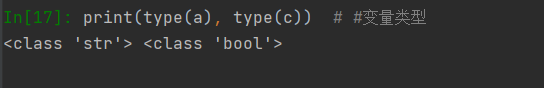 In[17]: print(type(a), type(c))  # #变量类型
<class 'str'> <class 'bool'>